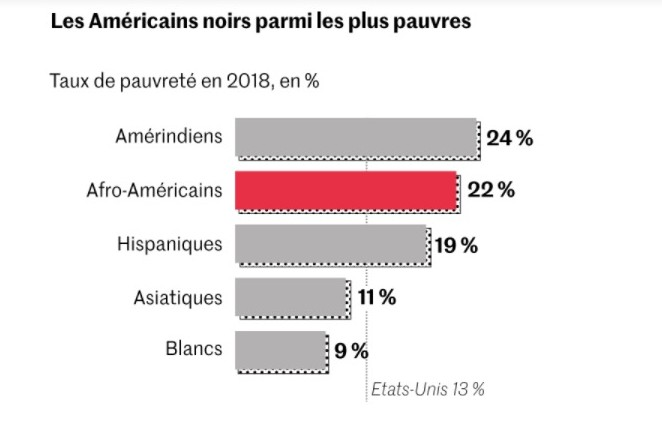 Les Américains noirs parmi les plus pauvres
Taux de pauvreté en 2018, en %
Amérindiens 24 %
Afro-Américains 22 %
Hispaniques 19 %
Asiatiques 11 %
Blancs 9 %
Etats-Unis 13 %